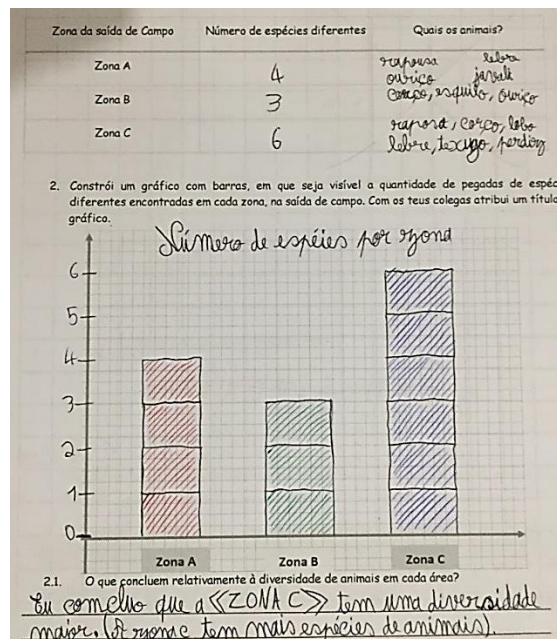 Zona da saída de Campo Número de espécies diferentes Quais os animais?
Zona A 4 raposa lebre
ouriço javali
Zona B 3 corço, esquilo, ouriço
Zona C 6 raposa, corço, lobo
lebre, texugo, perdiz
2. Constrói um gráfico com barras, em que seja visível a quantidade de pegadas de espéc
diferentes encontradas em cada zona, na saída de campo. Com os teus colegas atribui um título
gráfico.
Número de espéies por zona
6
5
4
3
2
1
0
Zona A Zona B Zona C
2.1. O que concluem relativamente à diversidade de animais em cada área?
Eu concluo que a «ZONA C» tem uma diversidade
maior. (A zona c tem mais espécies de animais).